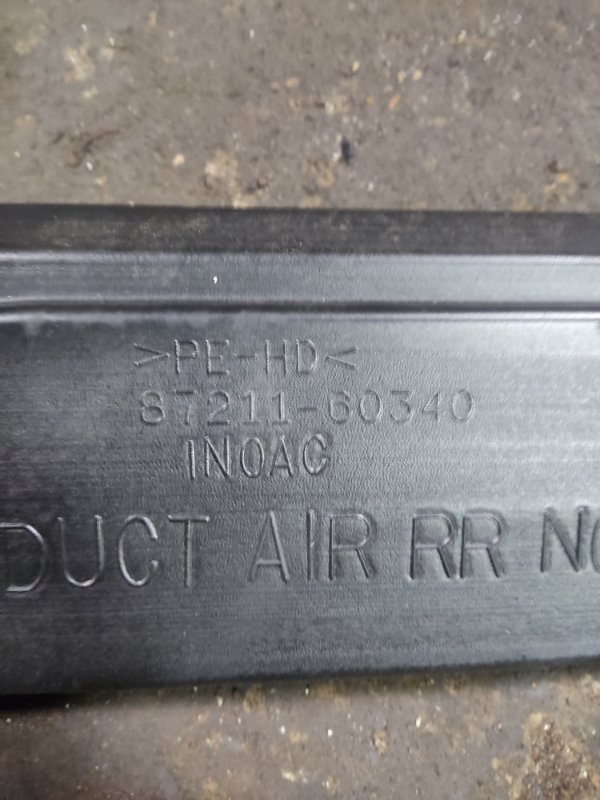 >PE-HD<
87211-60340
INOAC
DUCT AIR RR